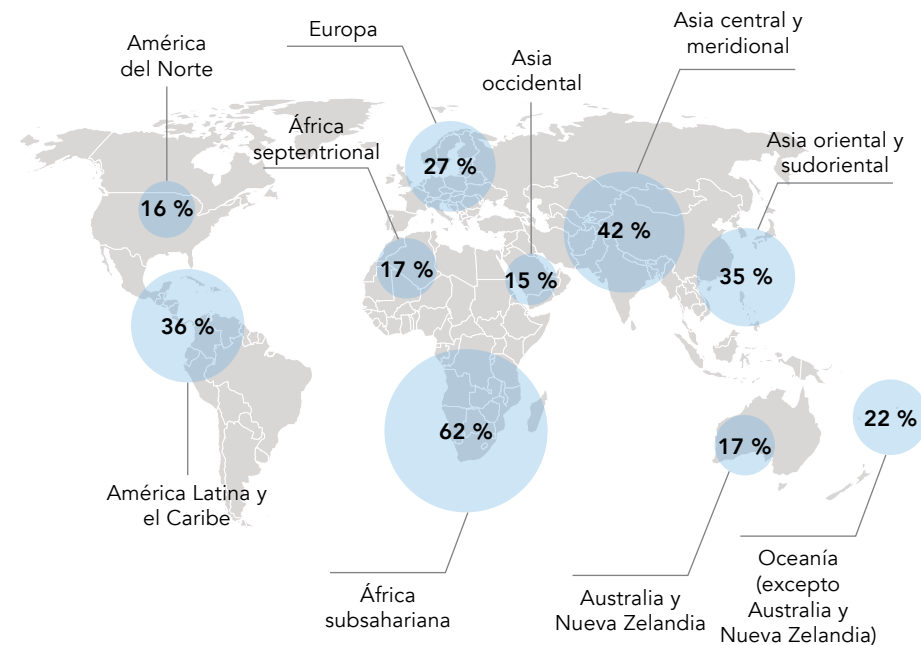 América
del Norte
16 %
Europa
27 %
África
septentrional
17 %
Asia
occidental
15 %
Asia central y
meridional
42 %
Asia oriental y
sudoriental
35 %
36 %
América Latina y
el Caribe
62 %
África
subsahariana
17 %
Australia y
Nueva Zelandia
22 %
Oceanía
(excepto
Australia y
Nueva Zelandia)